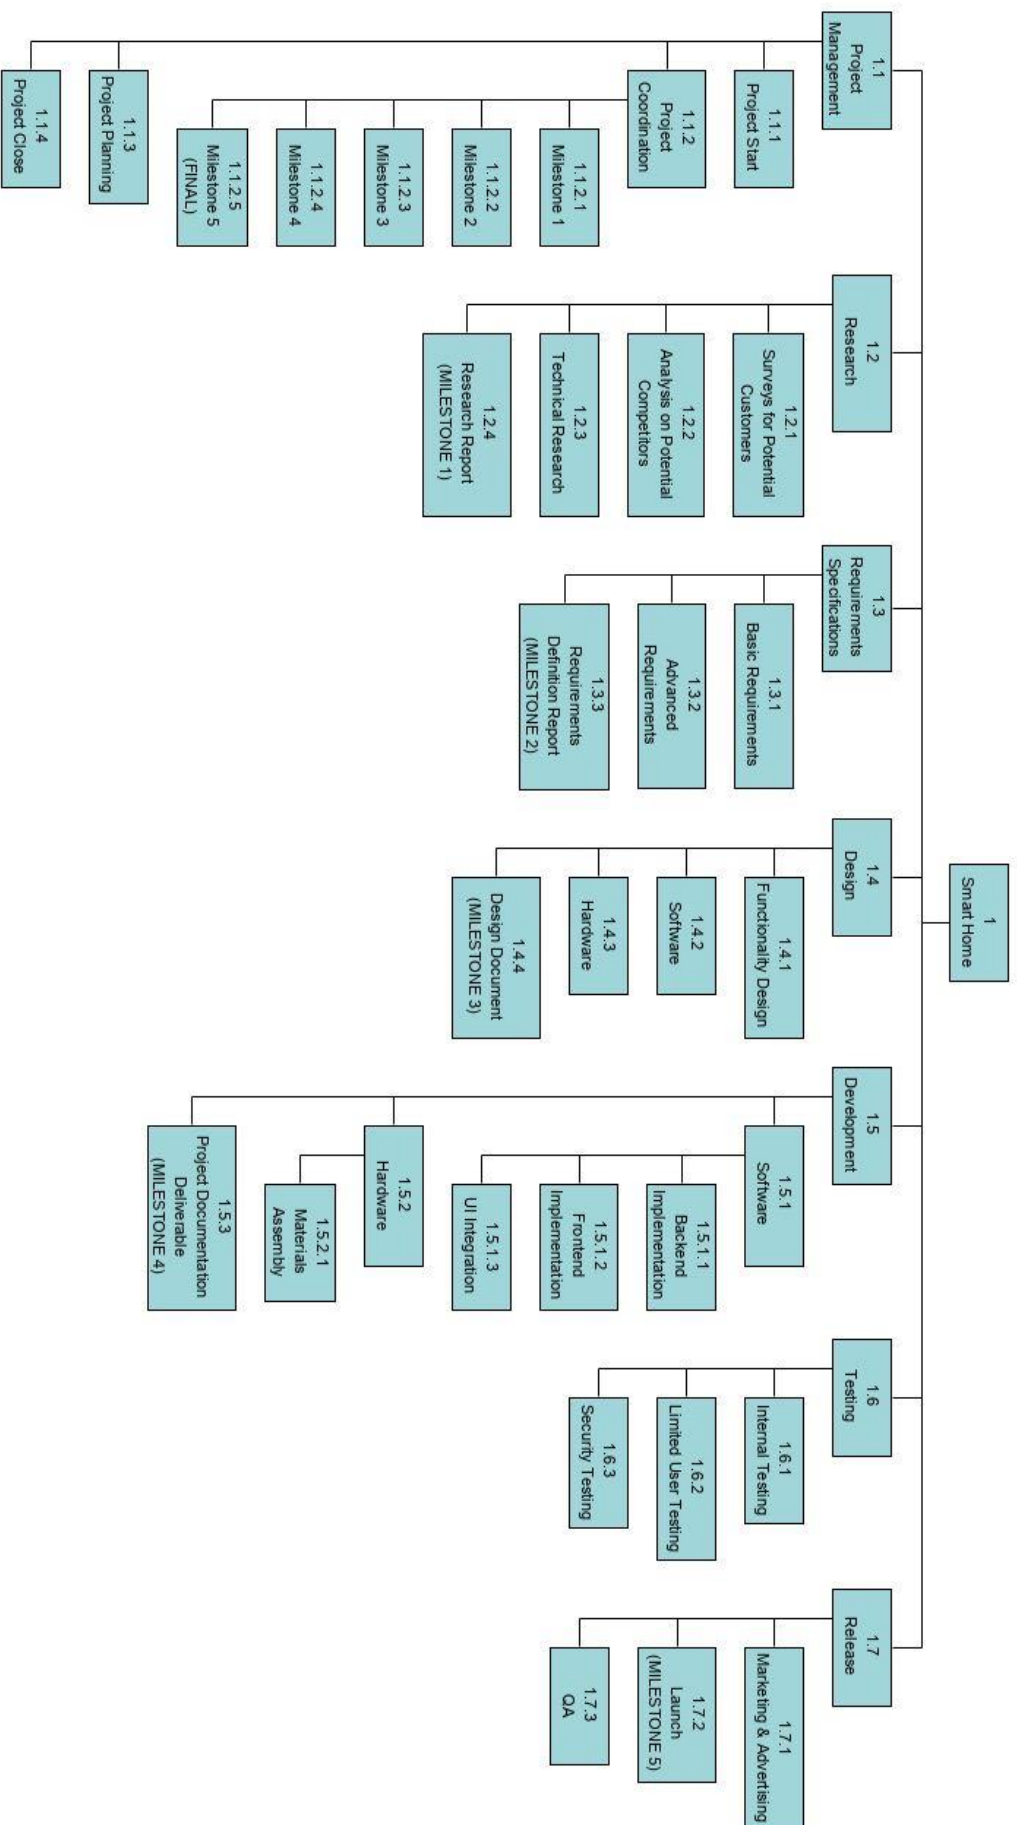 1
Smart Home
1.1
Project
Management
1.1.1
Project Start
1.1.2
Project
Coordination
1.1.2.1
Milestone 1
1.1.2.2
Milestone 2
1.1.2.3
Milestone 3
1.1.2.4
Milestone 4
1.1.2.5
Milestone 5
(FINAL)
1.1.3
Project Planning
1.1.4
Project Close
1.2
Research
1.2.1
Surveys for Potential
Customers
1.2.2
Analysis on Potential
Competitors
1.2.3
Technical Research
1.2.4
Research Report
(MILESTONE 1)
1.3
Requirements
Specifications
1.3.1
Basic Requirements
1.3.2
Advanced
Requirements
1.3.3
Requirements
Definition Report
(MILESTONE 2)
1.4
Design
1.4.1
Functionality Design
1.4.2
Software
1.4.3
Hardware
1.4.4
Design Document
(MILESTONE 3)
1.5
Development
1.5.1
Software
1.5.1.1
Backend
Implementation
1.5.1.2
Frontend
Implementation
1.5.1.3
UI Integration
1.5.2
Hardware
1.5.2.1
Materials
Assembly
1.5.3
Project Documentation
Deliverable
(MILESTONE 4)
1.6
Testing
1.6.1
Internal Testing
1.6.2
Limited User Testing
1.6.3
Security Testing
1.7
Release
1.7.1
Marketing & Advertising
1.7.2
Launch
(MILESTONE 5)
1.7.3
QA